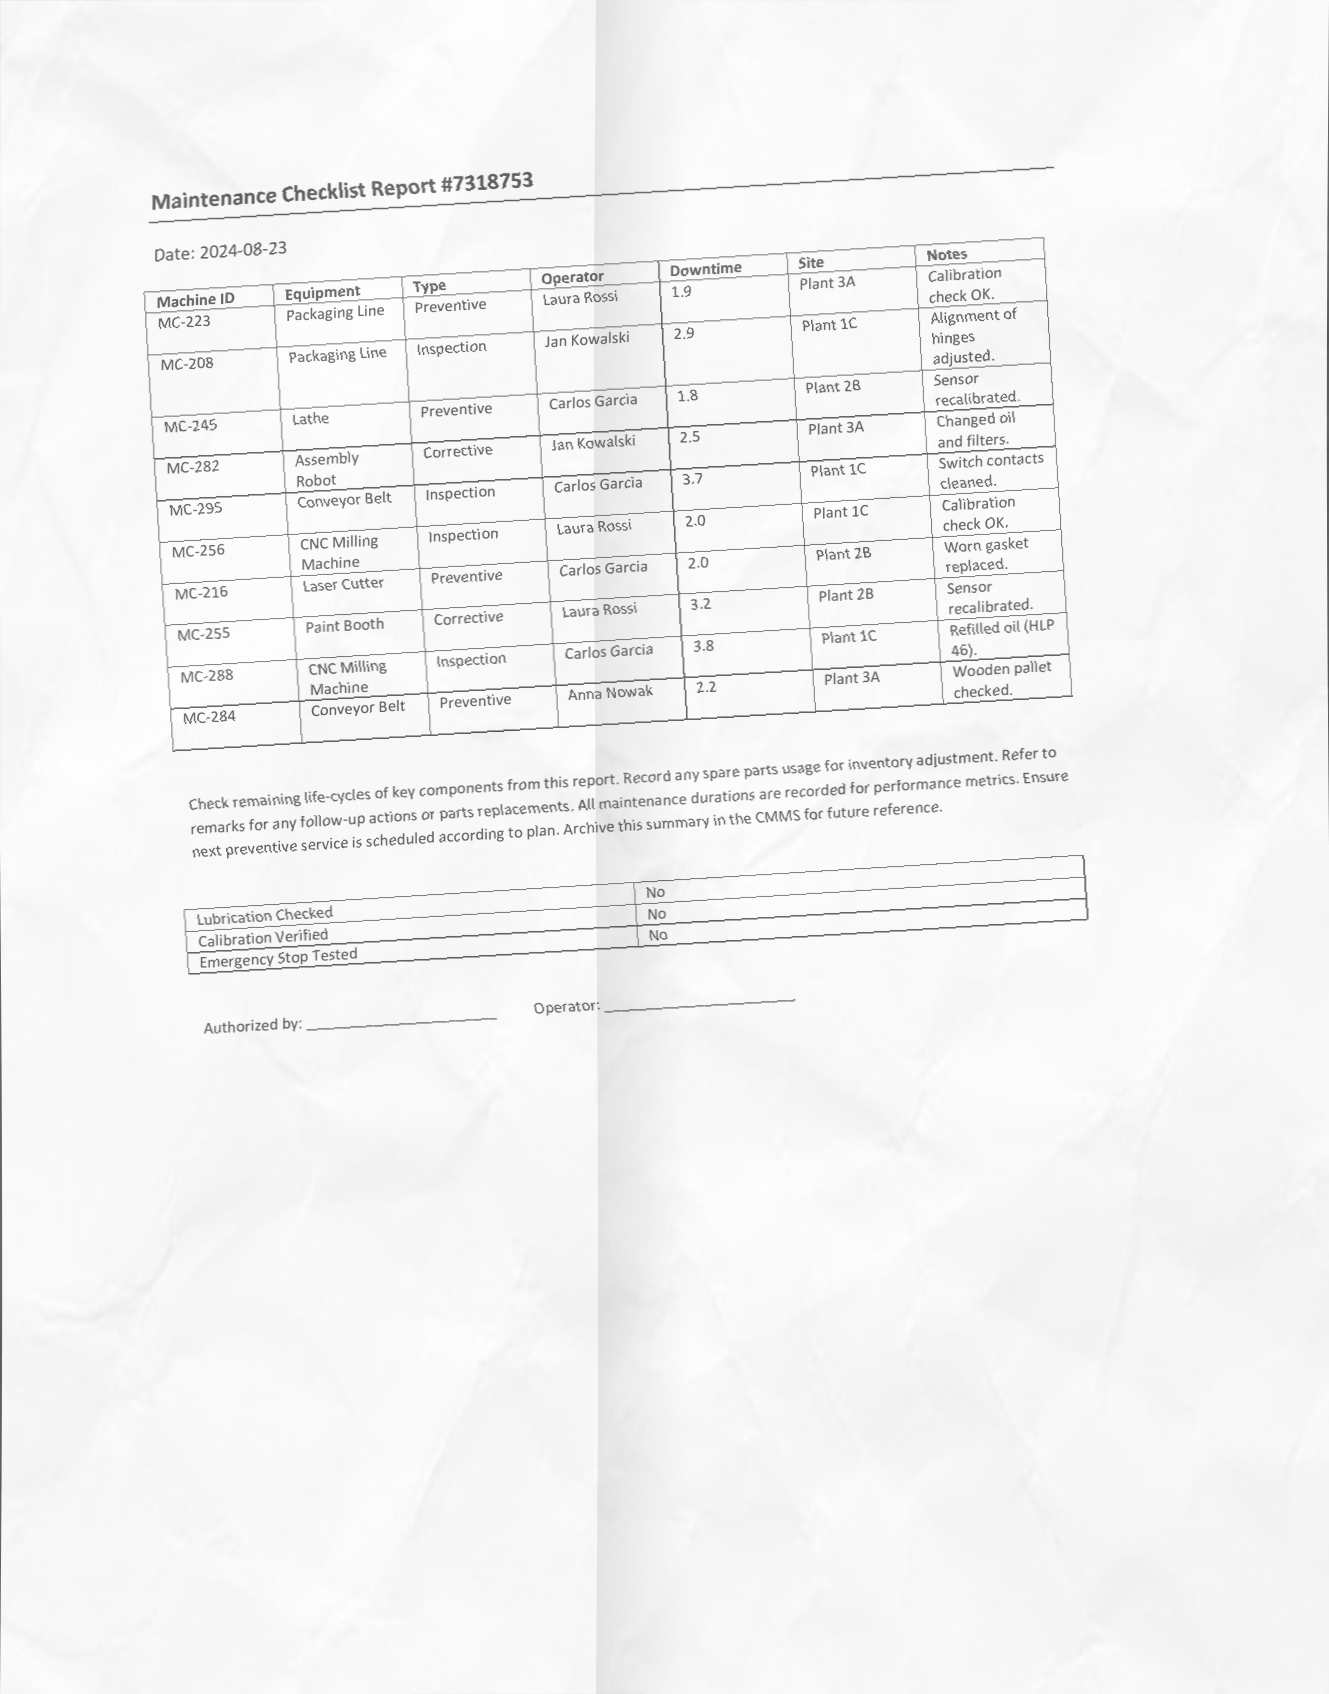 Maintenance Checklist Report #7318753
Date: 2024-08-23
Machine ID Equipment Type Operator Downtime Site Notes
MC-223 Packaging Line Preventive Laura Rossi 1.9 Plant 3A Calibration
check OK.
MC-208 Packaging Line Inspection Jan Kowalski 2.9 Plant 1C Alignment of
hinges
adjusted.
MC-245 Lathe Preventive Carlos Garcia 1.8 Plant 2B Sensor
recalibrated.
MC-282 Assembly Corrective Jan Kowalski 2.5 Plant 3A Changed oil
Robot and filters.
MC-295 Conveyor Belt Inspection Carlos Garcia 3.7 Plant 1C Switch contacts
cleaned.
MC-256 CNC Milling Inspection Laura Rossi 2.0 Plant 1C Calibration
Machine check OK.
MC-216 Laser Cutter Preventive Carlos Garcia 2.0 Plant 2B Worn gasket
replaced.
MC-255 Paint Booth Corrective Laura Rossi 3.2 Plant 2B Sensor
recalibrated.
MC-288 CNC Milling Inspection Carlos Garcia 3.8 Plant 1C Refilled oil (HLP
Machine 46).
MC-284 Conveyor Belt Preventive Anna Nowak 2.2 Plant 3A Wooden pallet
checked.
Check remaining life-cycles of key components from this report. Record any spare parts usage for inventory adjustment. Refer to
remarks for any follow-up actions or parts replacements. All maintenance durations are recorded for performance metrics. Ensure
next preventive service is scheduled according to plan. Archive this summary in the CMMS for future reference.
Lubrication Checked No
Calibration Verified No
Emergency Stop Tested No
Authorized by: ______________________ Operator: ______________________